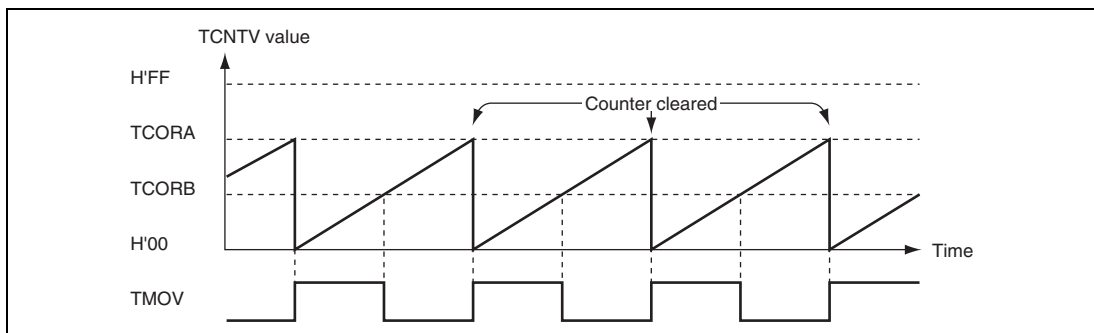 TCNTV value
H'FF
Counter cleared
TCORA
TCORB
H'00
Time
TMOV